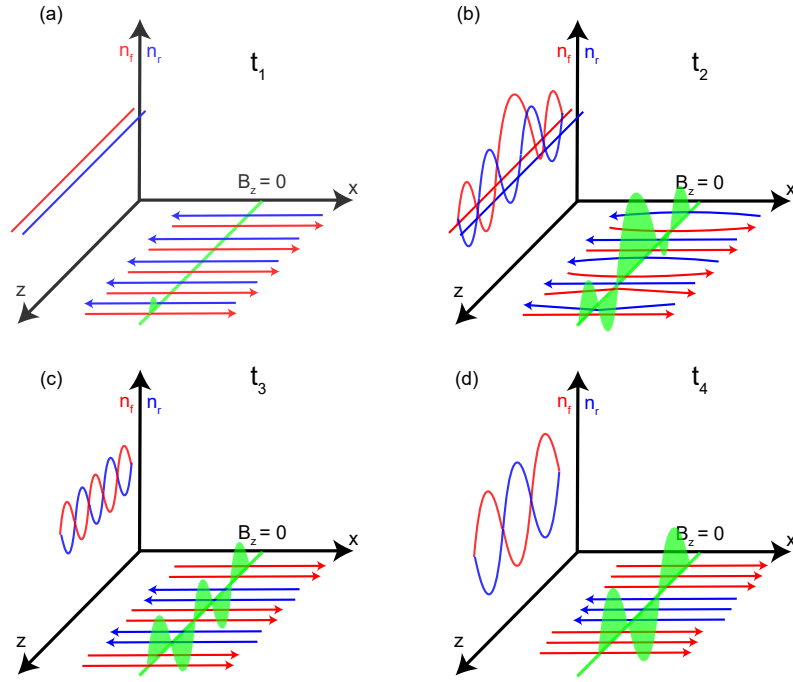 (a)
n_f n_r
t_1
B_z = 0
x
z
(b)
n_f n_r
t_2
B_z = 0
x
z
(c)
n_f n_r
t_3
B_z = 0
x
z
(d)
n_f n_r
t_4
B_z = 0
x
z